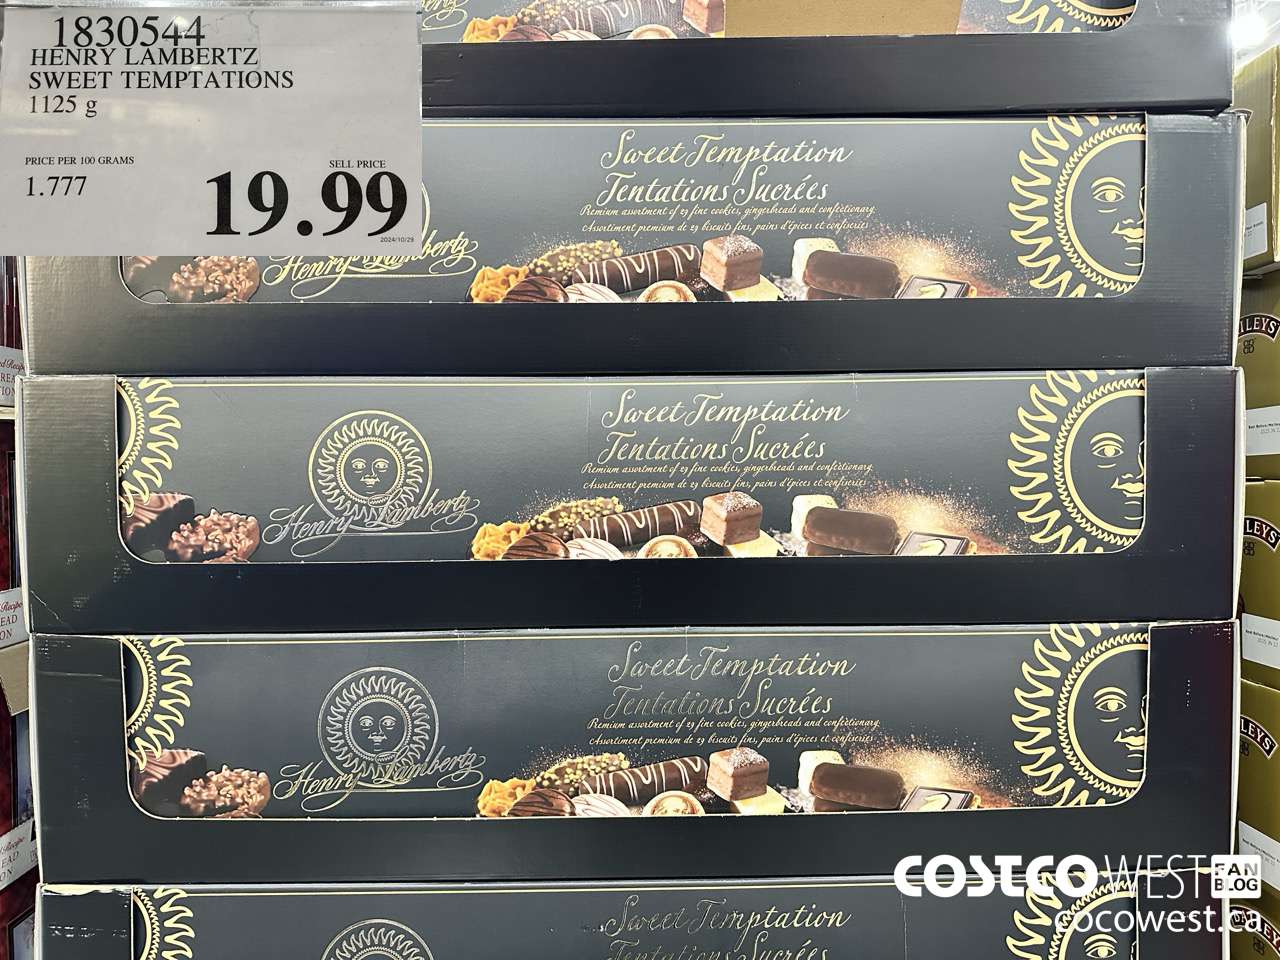 1830544
HENRY LAMBERTZ
SWEET TEMPTATIONS
1125 g
PRICE PER 100 GRAMS
1.777
SELL PRICE
19.99
2024/10/29
Sweet Temptation
Tentations Sucrées
Premium assortment of 29 fine cookies, gingerbreads and confectionary
Assortiment premium de 29 biscuits fins, pains d'épices et confiseries
Henry Lambertz
Sweet Temptation
Tentations Sucrées
Premium assortment of 29 fine cookies, gingerbreads and confectionary
Assortiment premium de 29 biscuits fins, pains d'épices et confiseries
Henry Lambertz
Sweet Temptation
Tentations Sucrées
Premium assortment of 29 fine cookies, gingerbreads and confectionary
Assortiment premium de 29 biscuits fins, pains d'épices et confiseries
Henry Lambertz
Sweet Temptation
Tentations Sucrées
ILEYS
LEYS
LEYS
COSTCO WEST FAN BLOG
cocowest.ca